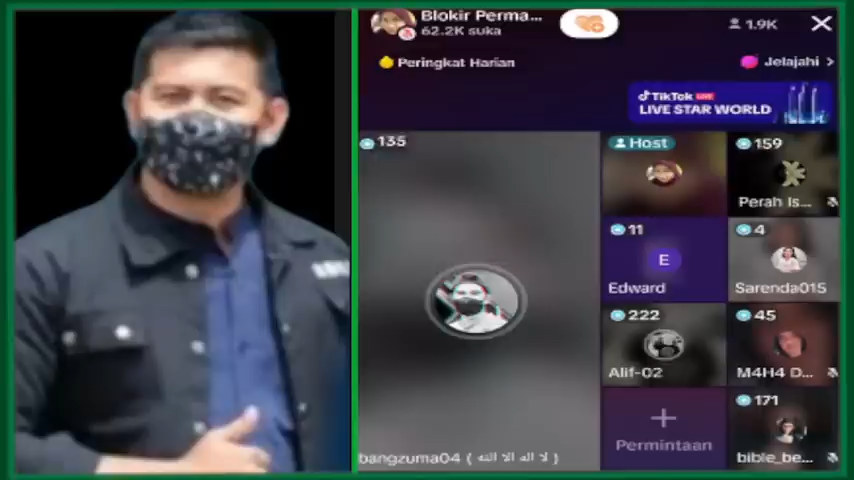 Blokir Perma...
62.2K suka
1.9K
Peringkat Harian
Jelajahi >
TikTok LIVE
LIVE STAR WORLD
135
Host
159
Perah Is...
11
E
Edward
4
Sarenda015
222
Alif-02
45
M4H4 D...
+
Permintaan
171
bible_be...
bangzuma04 ( لا اله الا الله )